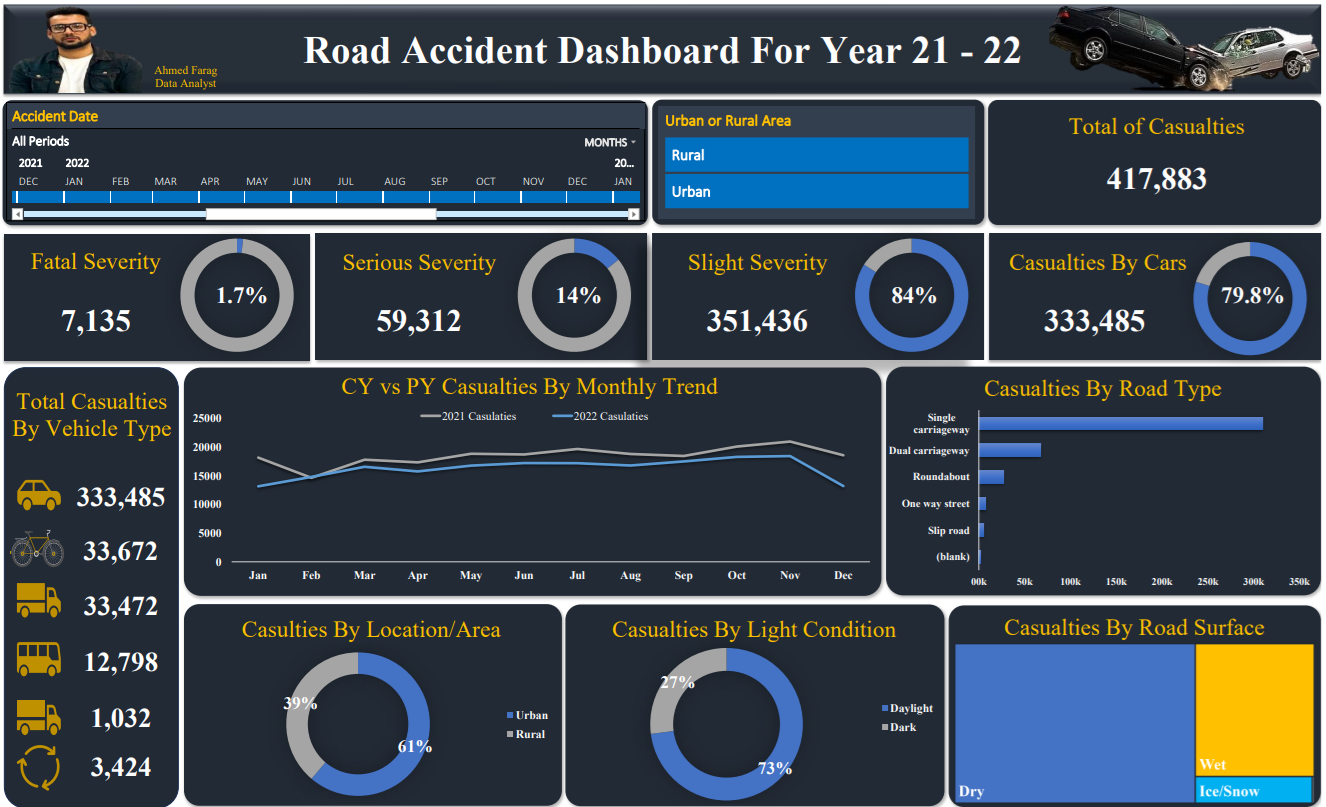 Road Accident Dashboard For Year 21 - 22
Ahmed Farag
Data Analyst
Accident Date
All Periods
MONTHS
2021 2022 20...
DEC JAN FEB MAR APR MAY JUN JUL AUG SEP OCT NOV DEC JAN
Urban or Rural Area
Rural
Urban
Total of Casualties
417,883
Fatal Severity
7,135
1.7%
Serious Severity
59,312
14%
Slight Severity
351,436
84%
Casualties By Cars
333,485
79.8%
Total Casualties
By Vehicle Type
333,485
33,672
33,472
12,798
1,032
3,424
CY vs PY Casualties By Monthly Trend
2021 Casulaties 2022 Casulaties
25000
20000
15000
10000
5000
0
Jan Feb Mar Apr May Jun Jul Aug Sep Oct Nov Dec
Casualties By Road Type
Single
carriageway
Dual carriageway
Roundabout
One way street
Slip road
(blank)
00k 50k 100k 150k 200k 250k 300k 350k
Casulties By Location/Area
39%
61%
Urban
Rural
Casualties By Light Condition
27%
73%
Daylight
Dark
Casualties By Road Surface
Dry
Wet
Ice/Snow